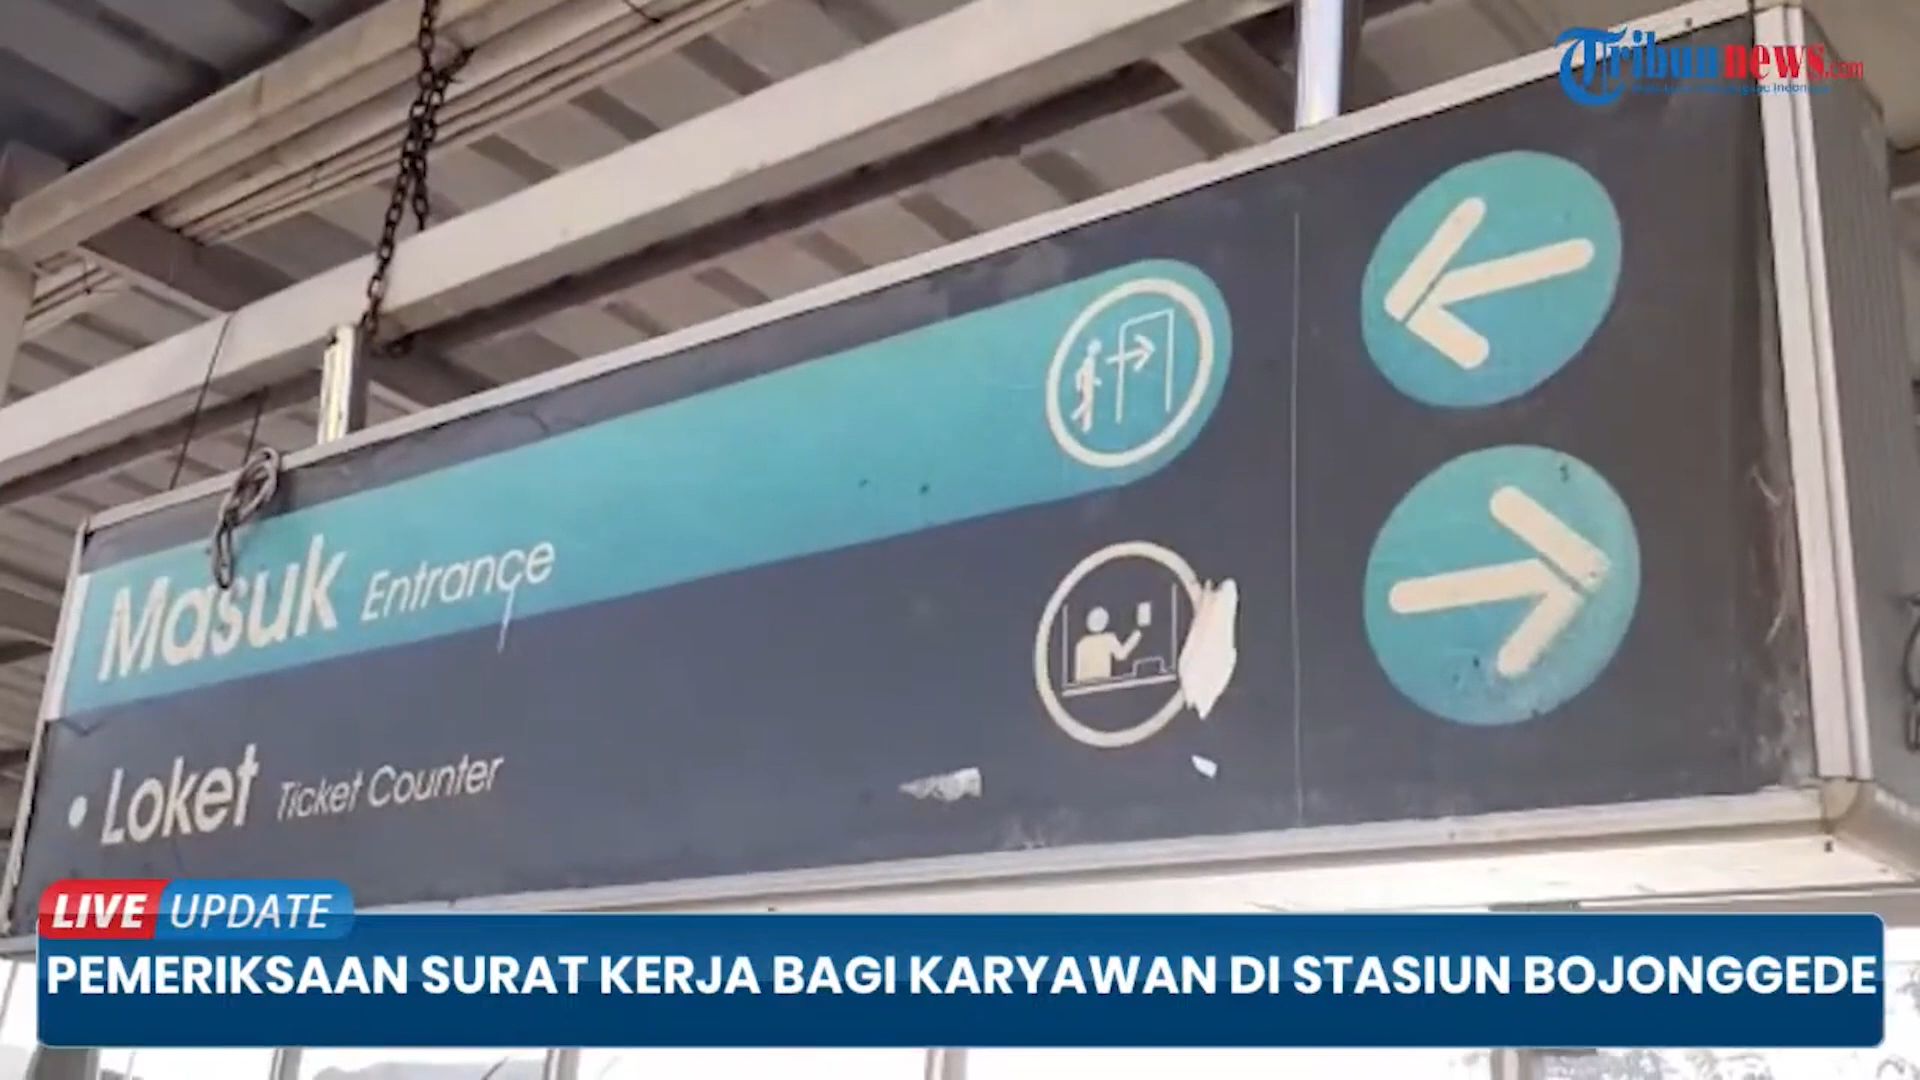 Tribunnews.com
Masuk Entrance
Loket Ticket Counter
LIVE UPDATE
PEMERIKSAAN SURAT KERJA BAGI KARYAWAN DI STASIUN BOJONGGEDE